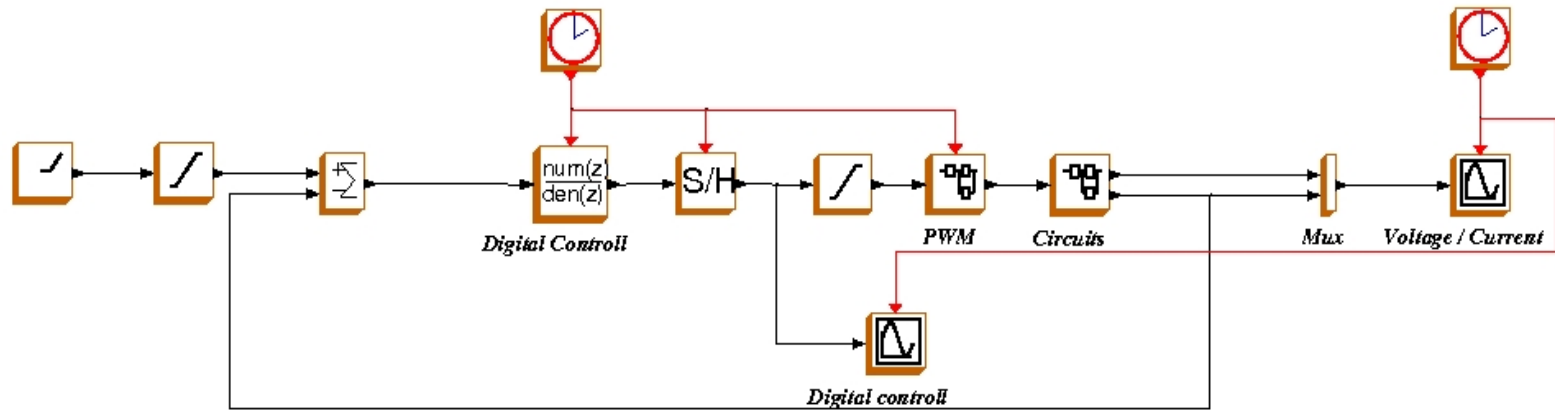 num(z)
den(z)
S/H
Digital Controll
PWM
Circuits
Mux
Voltage / Current
Digital controll